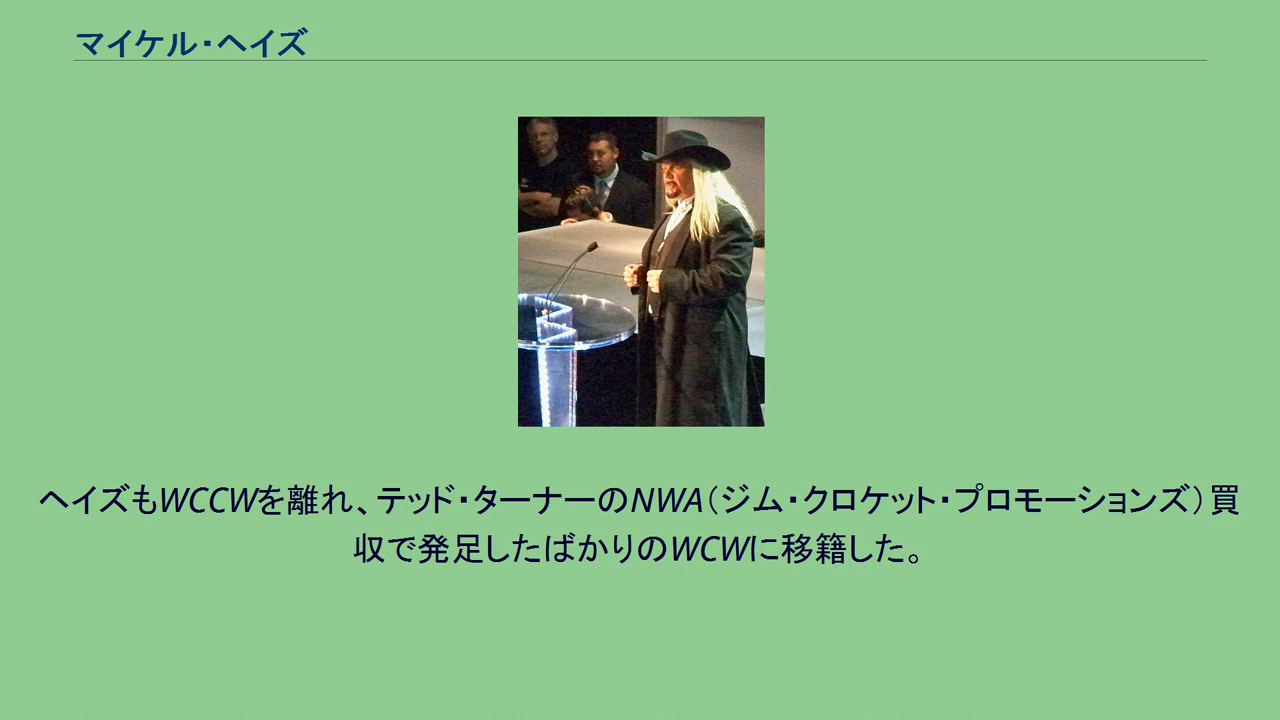 マイケル・ヘイズ
ヘイズもWCCWを離れ、テッド・ターナーのNWA（ジム・クロケット・プロモーションズ）買
収で発足したばかりのWCWに移籍した。